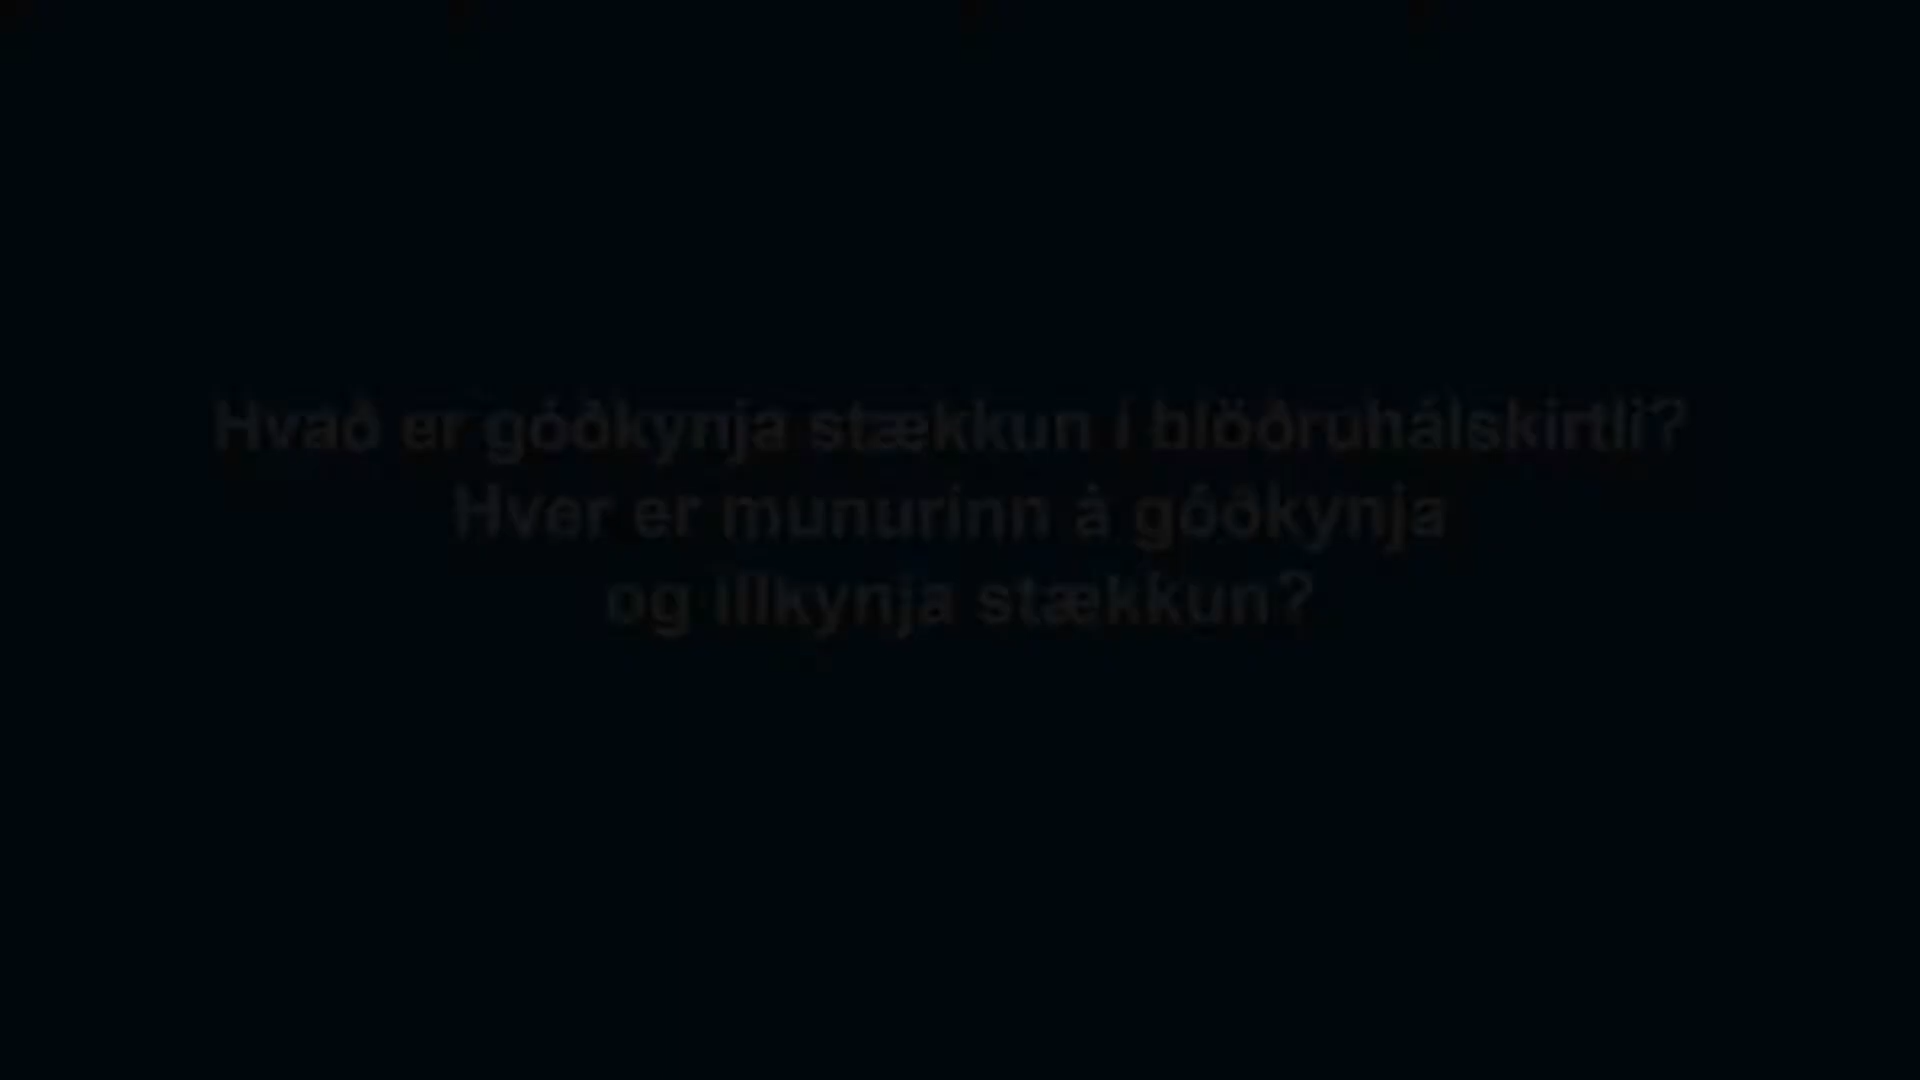 Hvað er góðkynja stækkun í blöðruhálskirtli?
Hver er munurinn á góðkynja
og illkynja stækkun?